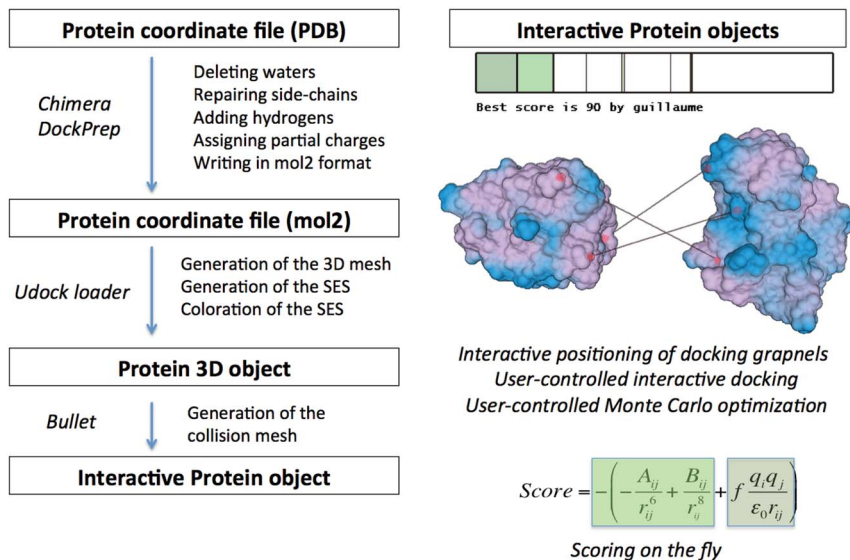 Protein coordinate file (PDB)
Chimera
DockPrep
Deleting waters
Repairing side-chains
Adding hydrogens
Assigning partial charges
Writing in mol2 format
Protein coordinate file (mol2)
Udock loader
Generation of the 3D mesh
Generation of the SES
Coloration of the SES
Protein 3D object
Bullet
Generation of the
collision mesh
Interactive Protein object
Interactive Protein objects
Best score is 90 by guillaume
Interactive positioning of docking grapnels
User-controlled interactive docking
User-controlled Monte Carlo optimization
Score = -(-A_ij/r_ij^6 + B_ij/r_ij^8 + f q_i q_j/ε_0 r_ij)
Scoring on the fly